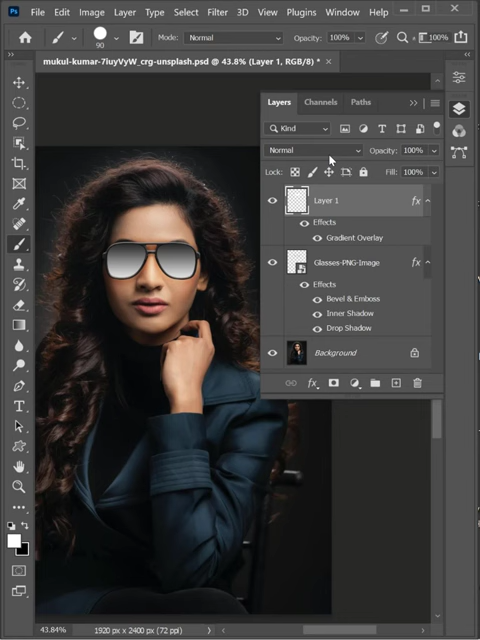 Ps File Edit Image Layer Type Select Filter 3D View Plugins Window Help
90 Mode: Normal Opacity: 100% 100%
mukul-kumar-7iuyVyW_crg-unsplash.psd @ 43.8% (Layer 1, RGB/8) *
Layers Channels Paths
Kind
Normal Opacity: 100%
Lock: Fill: 100%
Layer 1 fx
Effects
Gradient Overlay
Glasses-PNG-Image fx
Effects
Bevel & Emboss
Inner Shadow
Drop Shadow
Background
fx
43.84% 1920 px x 2400 px (72 ppi)